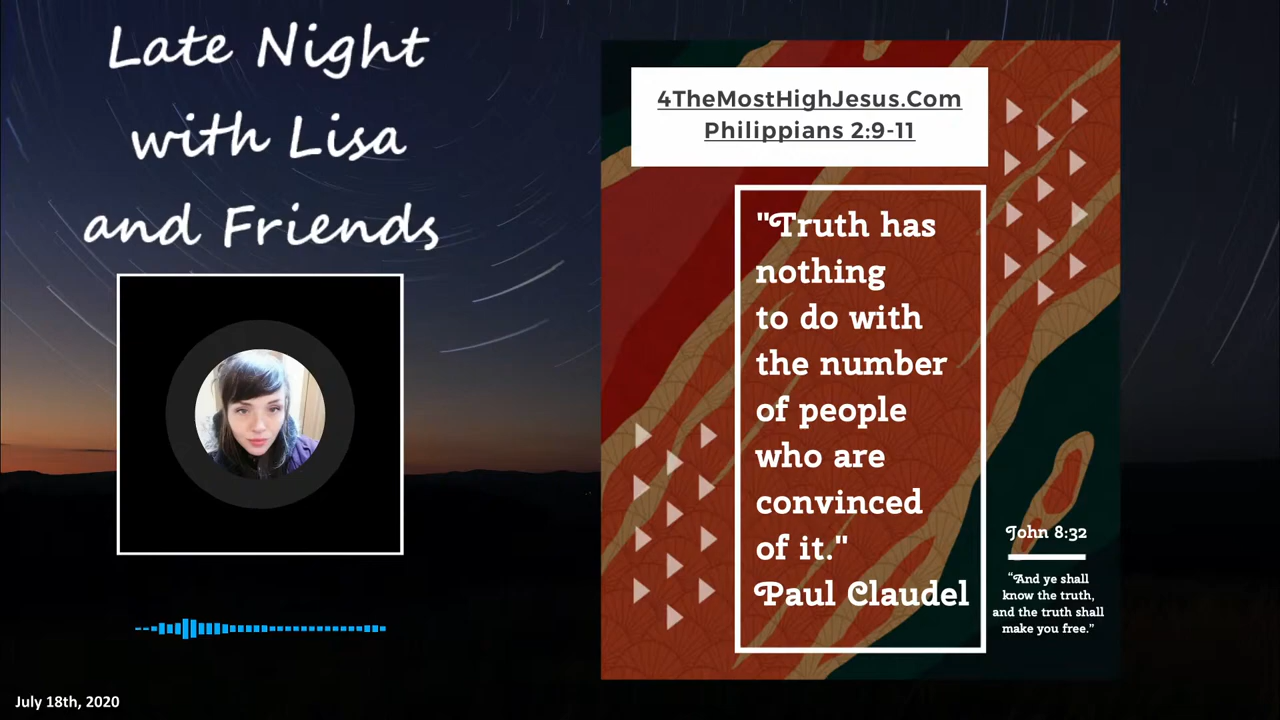 Late Night
with Lisa
and Friends
4TheMostHighJesus.Com
Philippians 2:9-11
"Truth has
nothing
to do with
the number
of people
who are
convinced
of it."
Paul Claudel
John 8:32
“And ye shall
know the truth,
and the truth shall
make you free.”
July 18th, 2020